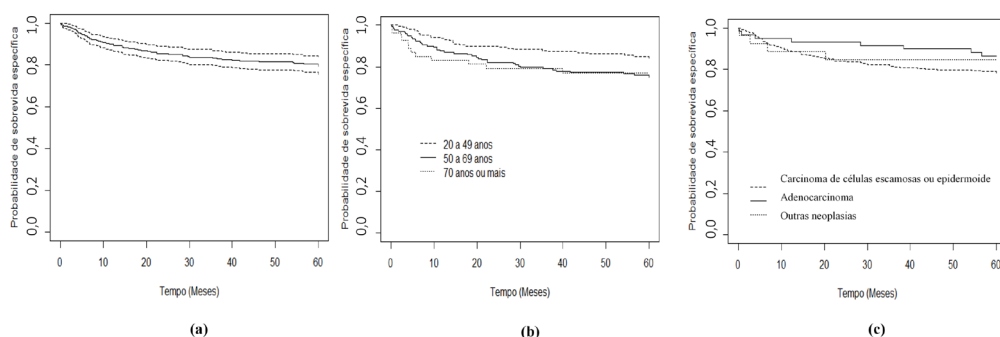 Probabilidade de sobrevida específica
1,0
0,8
0,6
0,4
0,2
0,0
0 10 20 30 40 50 60
Tempo (Meses)
(a)
Probabilidade de sobrevida específica
1,0
0,8
0,6
0,4
0,2
0,0
20 a 49 anos
50 a 69 anos
70 anos ou mais
0 10 20 30 40 50 60
Tempo (Meses)
(b)
Probabilidade de sobrevida específica
1,0
0,8
0,6
0,4
0,2
0,0
Carcinoma de células escamosas ou epidermoide
Adenocarcinoma
Outras neoplasias
0 10 20 30 40 50 60
Tempo (Meses)
(c)